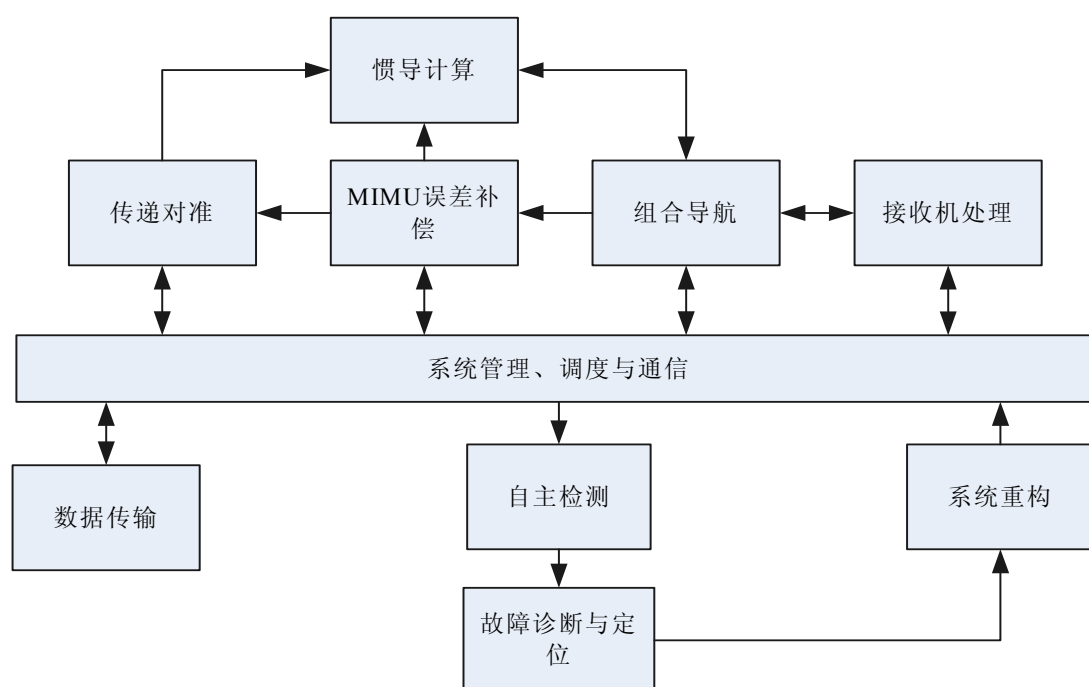 惯导计算
传递对准
MIMU误差补
偿
组合导航
接收机处理
系统管理、调度与通信
数据传输
自主检测
系统重构
故障诊断与定
位